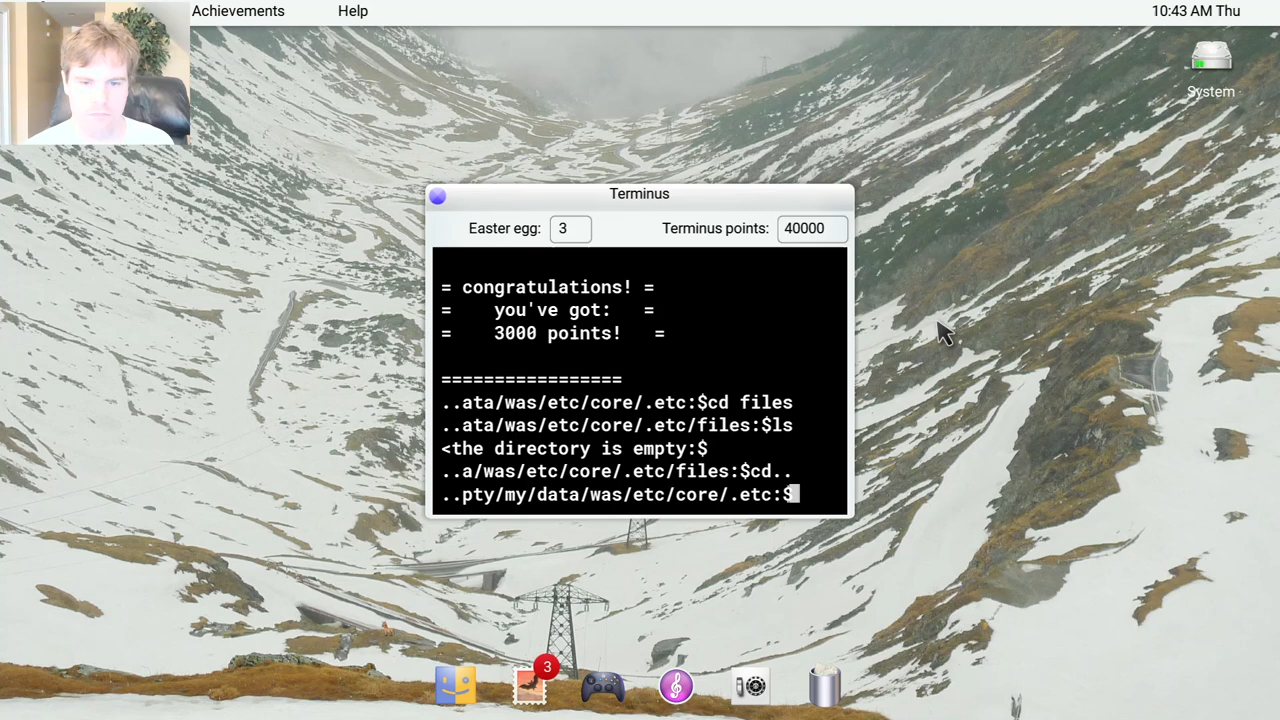 Achievements Help 10:43 AM Thu
System
Terminus
Easter egg: 3 Terminus points: 40000
= congratulations! =
= you've got: =
= 3000 points! =
=================
..ata/was/etc/core/.etc:$cd files
..ata/was/etc/core/.etc/files:$ls
<the directory is empty:$
..a/was/etc/core/.etc/files:$cd..
..pty/my/data/was/etc/core/.etc:$
3